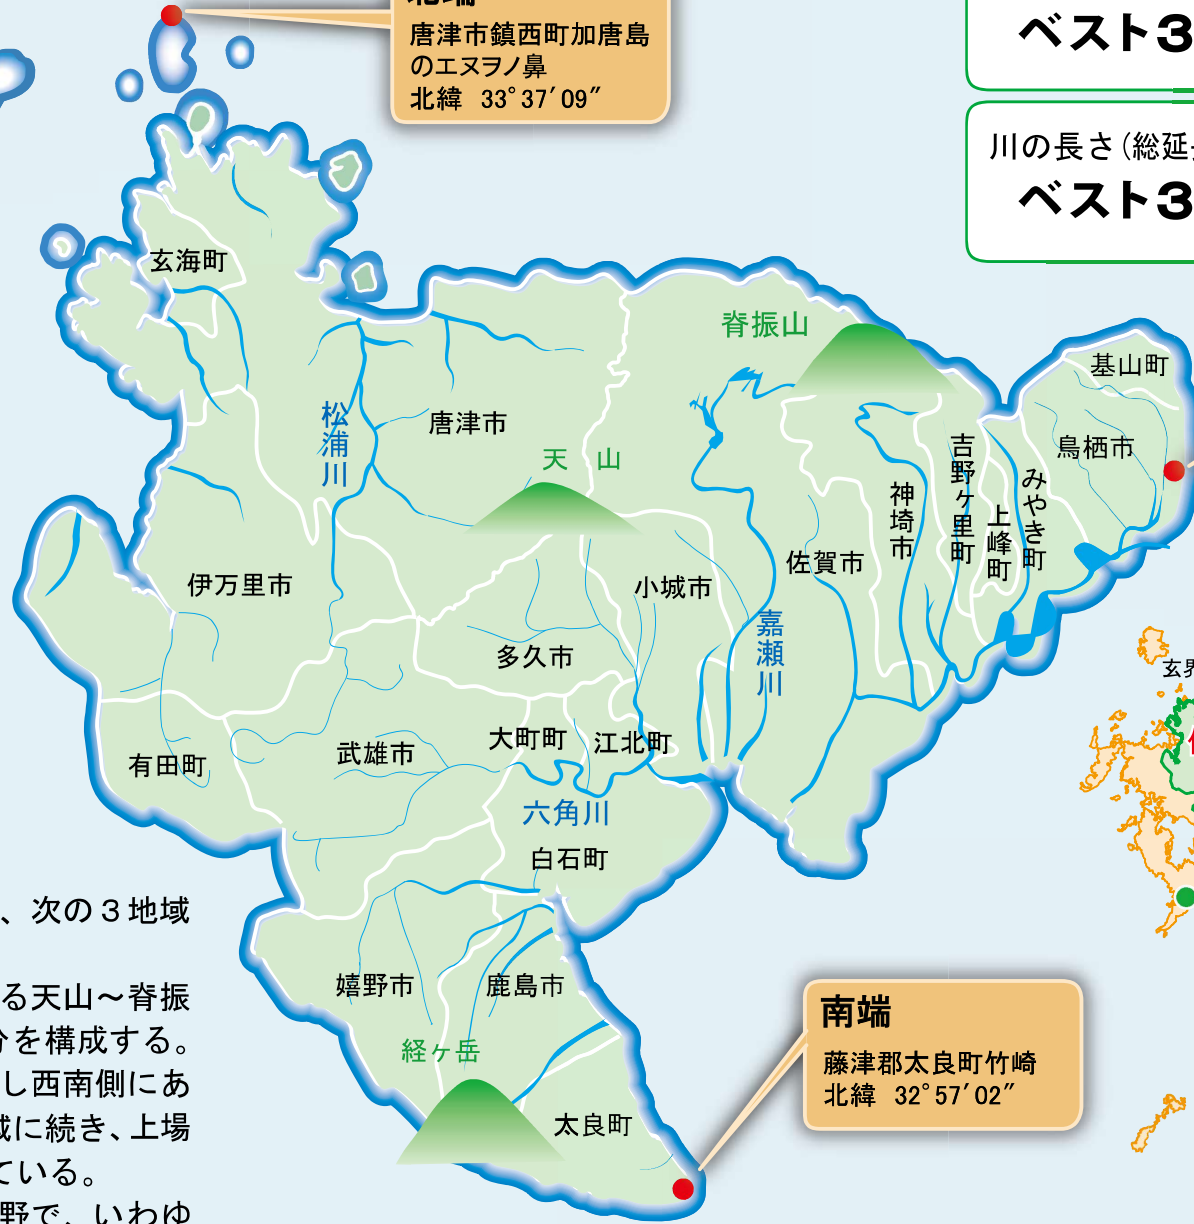 唐津市鎮西町加唐島
のエヌヲノ鼻
北緯 33°37′09″
ベスト3
川の長さ(総延
ベスト3
玄海町
脊振山
基山町
松浦川
唐津市
天 山
鳥栖市
吉野ヶ里町
みやき町
神埼市
上峰町
伊万里市
小城市
佐賀市
嘉瀬川
多久市
大町町
江北町
武雄市
有田町
六角川
白石町
玄界
、次の3地域
る天山～脊振
分を構成する。
し西南側にあ
域に続き、上場
ている。
野で、いわゆ
嬉野市
鹿島市
経ヶ岳
太良町
南端
藤津郡太良町竹崎
北緯 32°57′02″